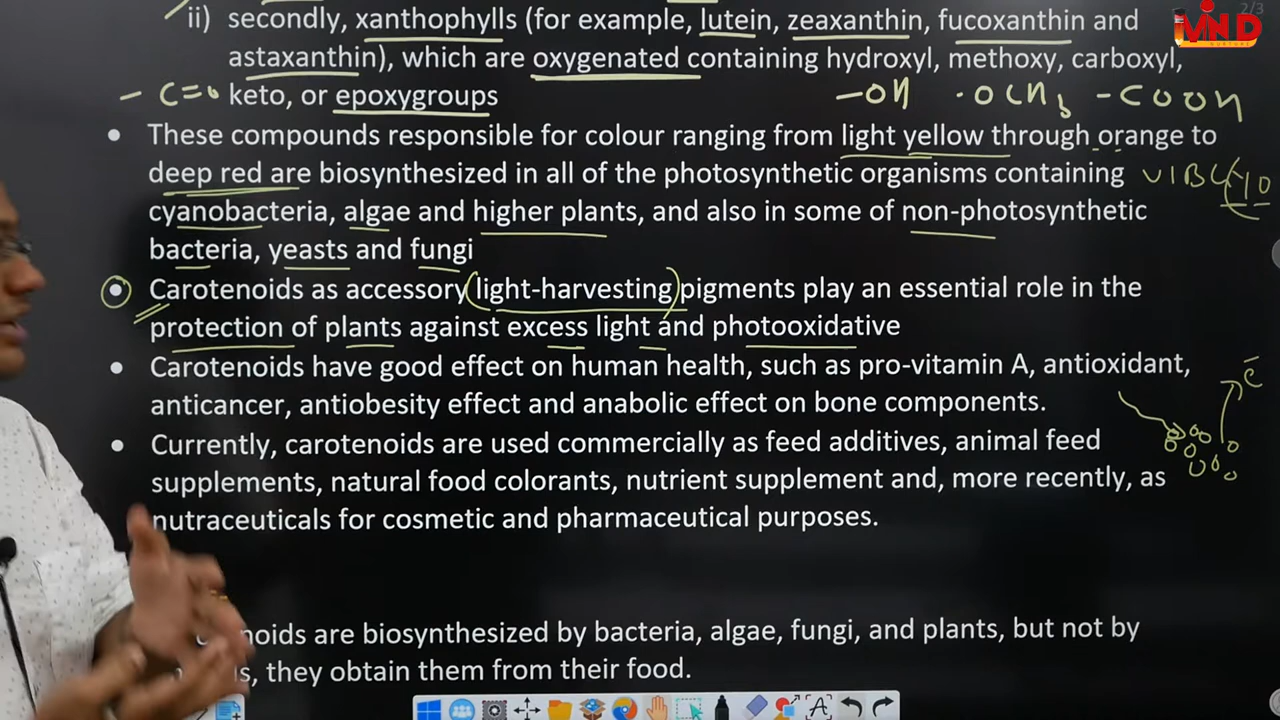 2/3
MIND
ii) secondly, xanthophylls (for example, lutein, zeaxanthin, fucoxanthin and
astaxanthin), which are oxygenated containing hydroxyl, methoxy, carboxyl,
- C=O keto, or epoxygroups -OH ·OCH3 -COOH
• These compounds responsible for colour ranging from light yellow through orange to
deep red are biosynthesized in all of the photosynthetic organisms containing
cyanobacteria, algae and higher plants, and also in some of non-photosynthetic
bacteria, yeasts and fungi
• Carotenoids as accessory light-harvesting pigments play an essential role in the
protection of plants against excess light and photooxidative
• Carotenoids have good effect on human health, such as pro-vitamin A, antioxidant,
anticancer, antiobesity effect and anabolic effect on bone components.
• Currently, carotenoids are used commercially as feed additives, animal feed
supplements, natural food colorants, nutrient supplement and, more recently, as
nutraceuticals for cosmetic and pharmaceutical purposes.
noids are biosynthesized by bacteria, algae, fungi, and plants, but not by
s, they obtain them from their food.